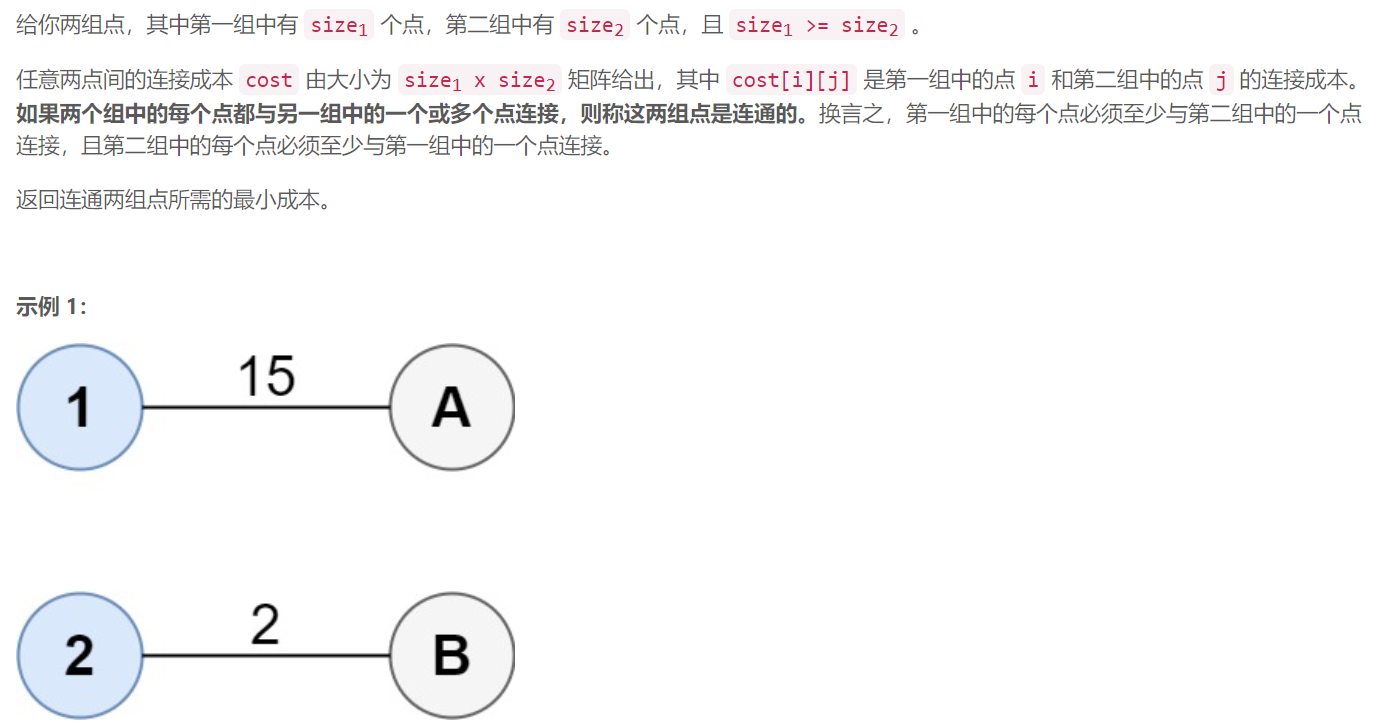 给你两组点，其中第一组中有 size₁ 个点，第二组中有 size₂ 个点，且 size₁ >= size₂ 。
任意两点间的连接成本 cost 由大小为 size₁ x size₂ 矩阵给出，其中 cost[i][j] 是第一组中的点 i 和第二组中的点 j 的连接成本。
如果两个组中的每个点都与另一组中的一个或多个点连接，则称这两组点是连通的。换言之，第一组中的每个点必须至少与第二组中的一个点
连接，且第二组中的每个点必须至少与第一组中的一个点连接。
返回连通两组点所需的最小成本。
示例 1：
1 15 A
2 2 B